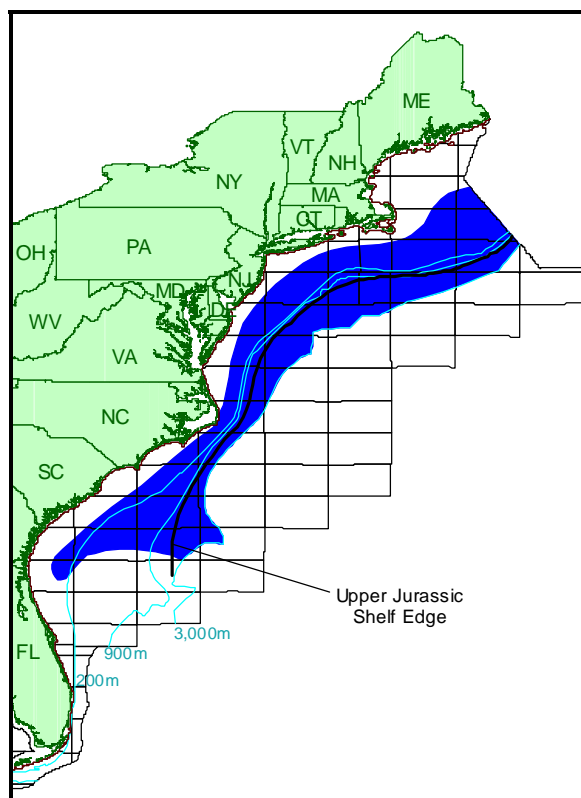 ME
VT
NH
NY
MA
CT
PA
OH
NJ
MD
DE
WV
VA
NC
SC
Upper Jurassic
Shelf Edge
3,000m
900m
FL
200m